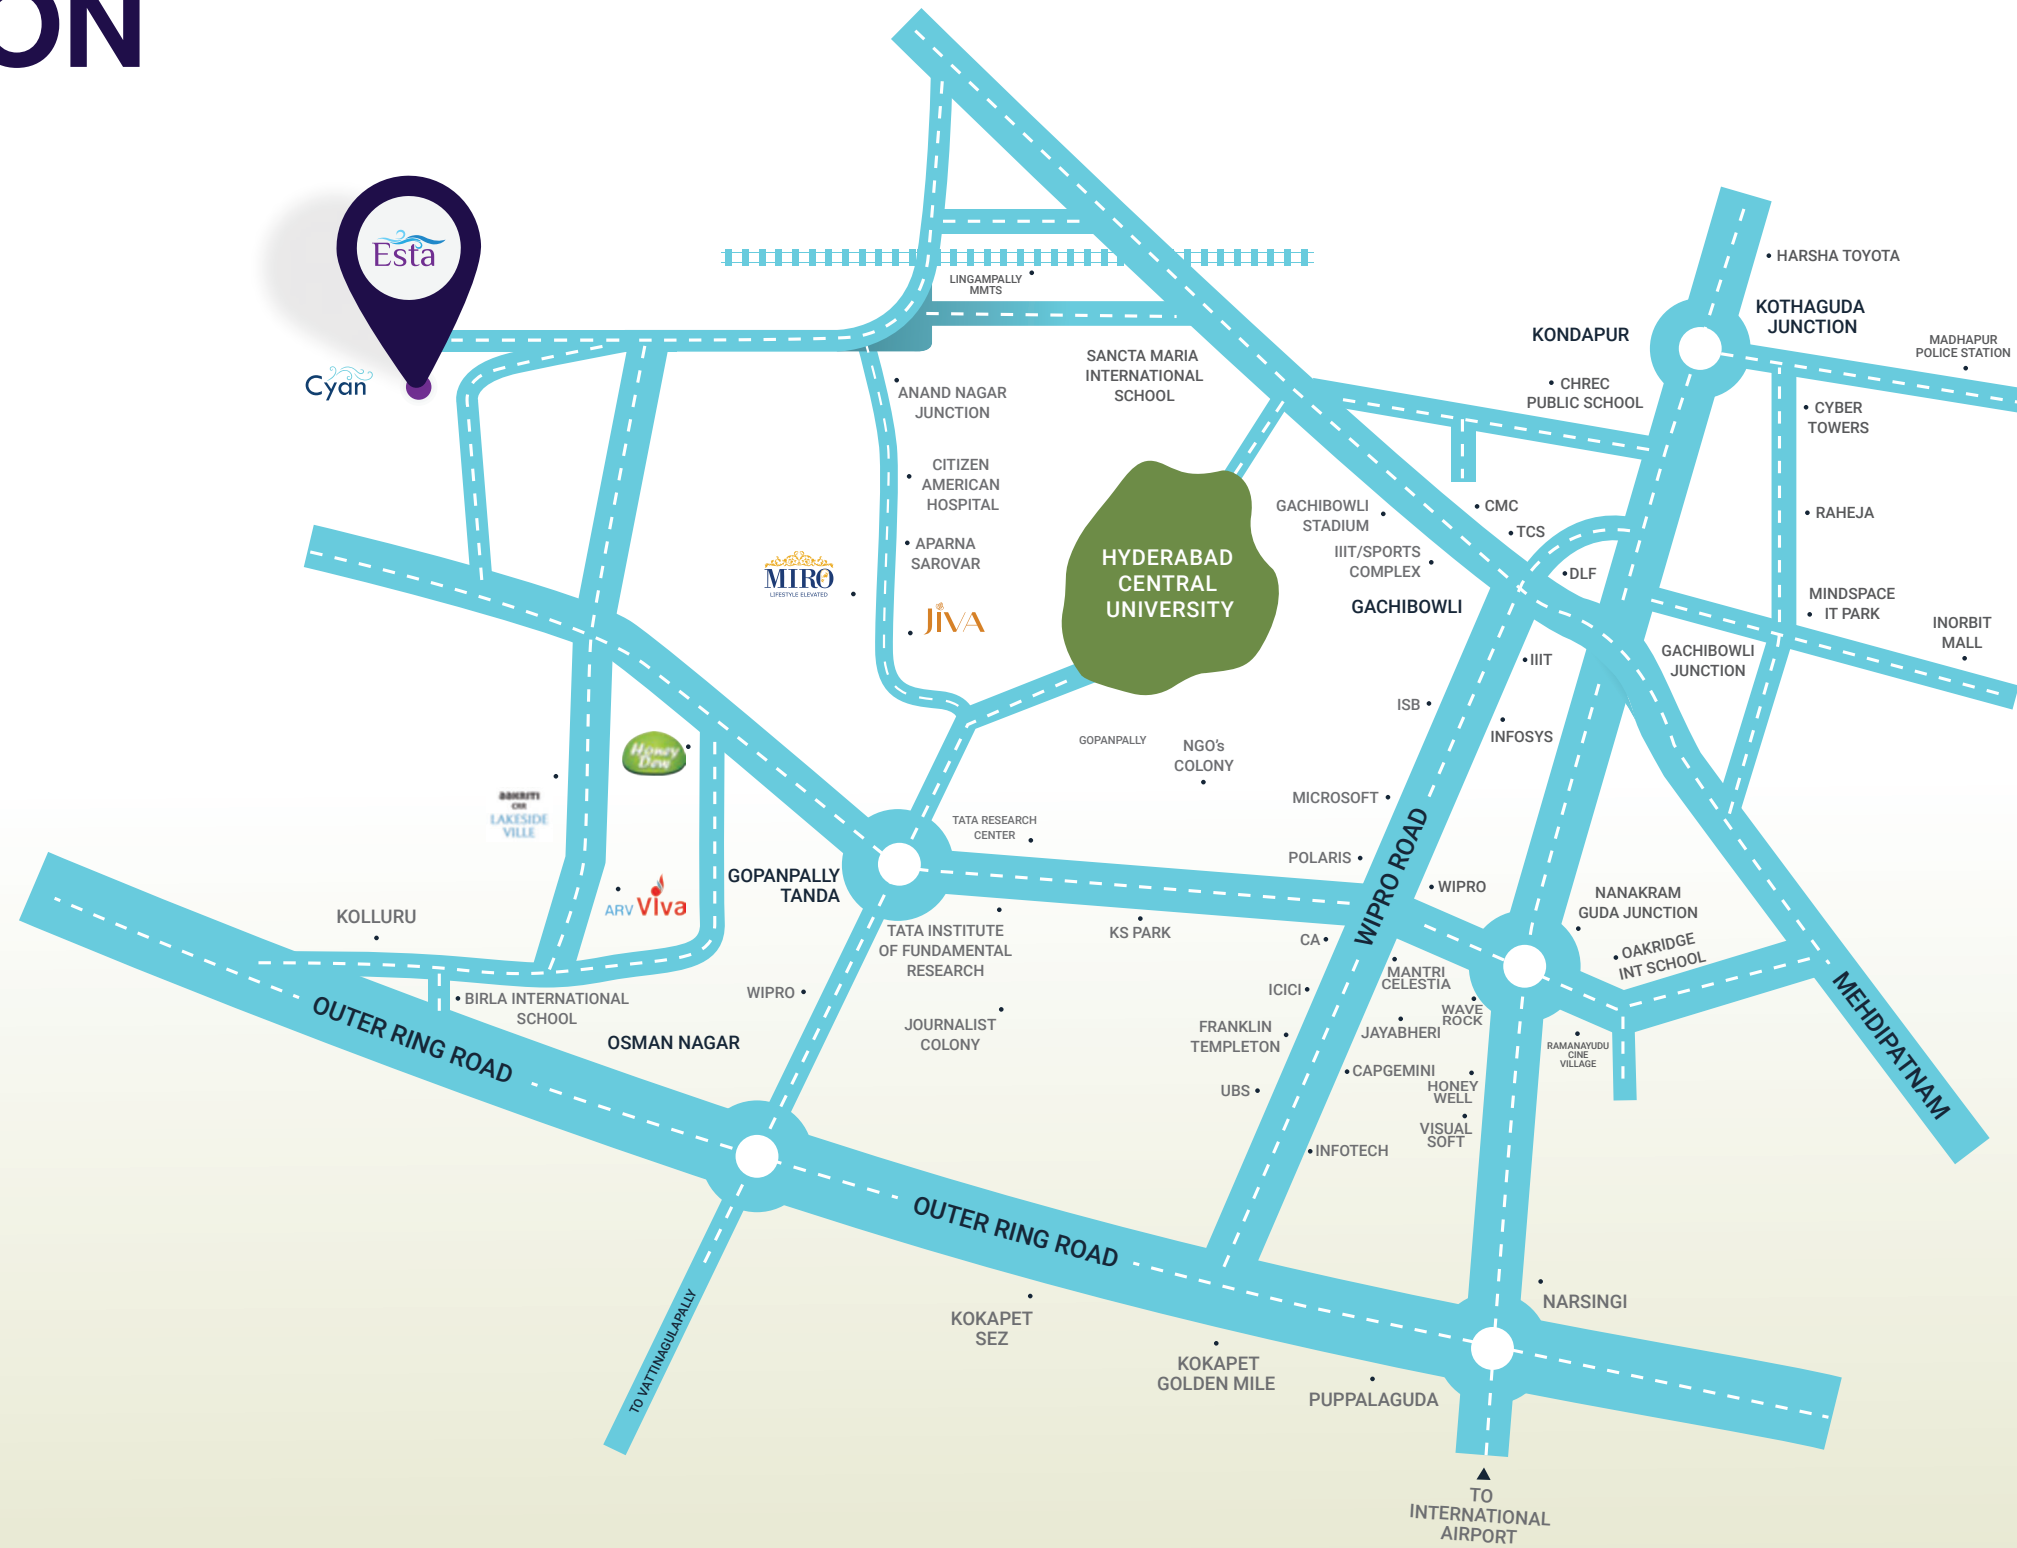 ON
Esta
Cyan
LINGAMPALLY
MMTS
HARSHA TOYOTA
KOTHAGUDA
JUNCTION
KONDAPUR
MADHAPUR
POLICE STATION
SANCTA MARIA
INTERNATIONAL
SCHOOL
CHREC
PUBLIC SCHOOL
CYBER
TOWERS
ANAND NAGAR
JUNCTION
CITIZEN
AMERICAN
HOSPITAL
GACHIBOWLI
STADIUM
CMC
TCS
RAHEJA
APARNA
SAROVAR
IIIT/SPORTS
COMPLEX
DLF
HYDERABAD
CENTRAL
UNIVERSITY
MIRO
LIFESTYLE ELEVATED
JIVA
GACHIBOWLI
MINDSPACE
IT PARK
INORBIT
MALL
GACHIBOWLI
JUNCTION
IIIT
ISB
INFOSYS
GOPANPALLY
NGO's
COLONY
Honey
Dew
AAKRITI
CRR
LAKESIDE
VILLE
MICROSOFT
TATA RESEARCH
CENTER
POLARIS
WIPRO ROAD
WIPRO
GOPANPALLY
TANDA
ARV Viva
KOLLURU
NANAKRAM
GUDA JUNCTION
TATA INSTITUTE
OF FUNDAMENTAL
RESEARCH
KS PARK
CA
OAKRIDGE
INT SCHOOL
MANTRI
CELESTIA
WIPRO
ICICI
BIRLA INTERNATIONAL
SCHOOL
WAVE
ROCK
OUTER RING ROAD
OSMAN NAGAR
JOURNALIST
COLONY
FRANKLIN
TEMPLETON
JAYABHERI
RAMANAYUDU
CINE
VILLAGE
MEHDIPATNAM
CAPGEMINI
UBS
HONEY
WELL
VISUAL
SOFT
INFOTECH
OUTER RING ROAD
TO VATTINAGULAPALLY
KOKAPET
SEZ
NARSINGI
KOKAPET
GOLDEN MILE
PUPPALAGUDA
TO
INTERNATIONAL
AIRPORT